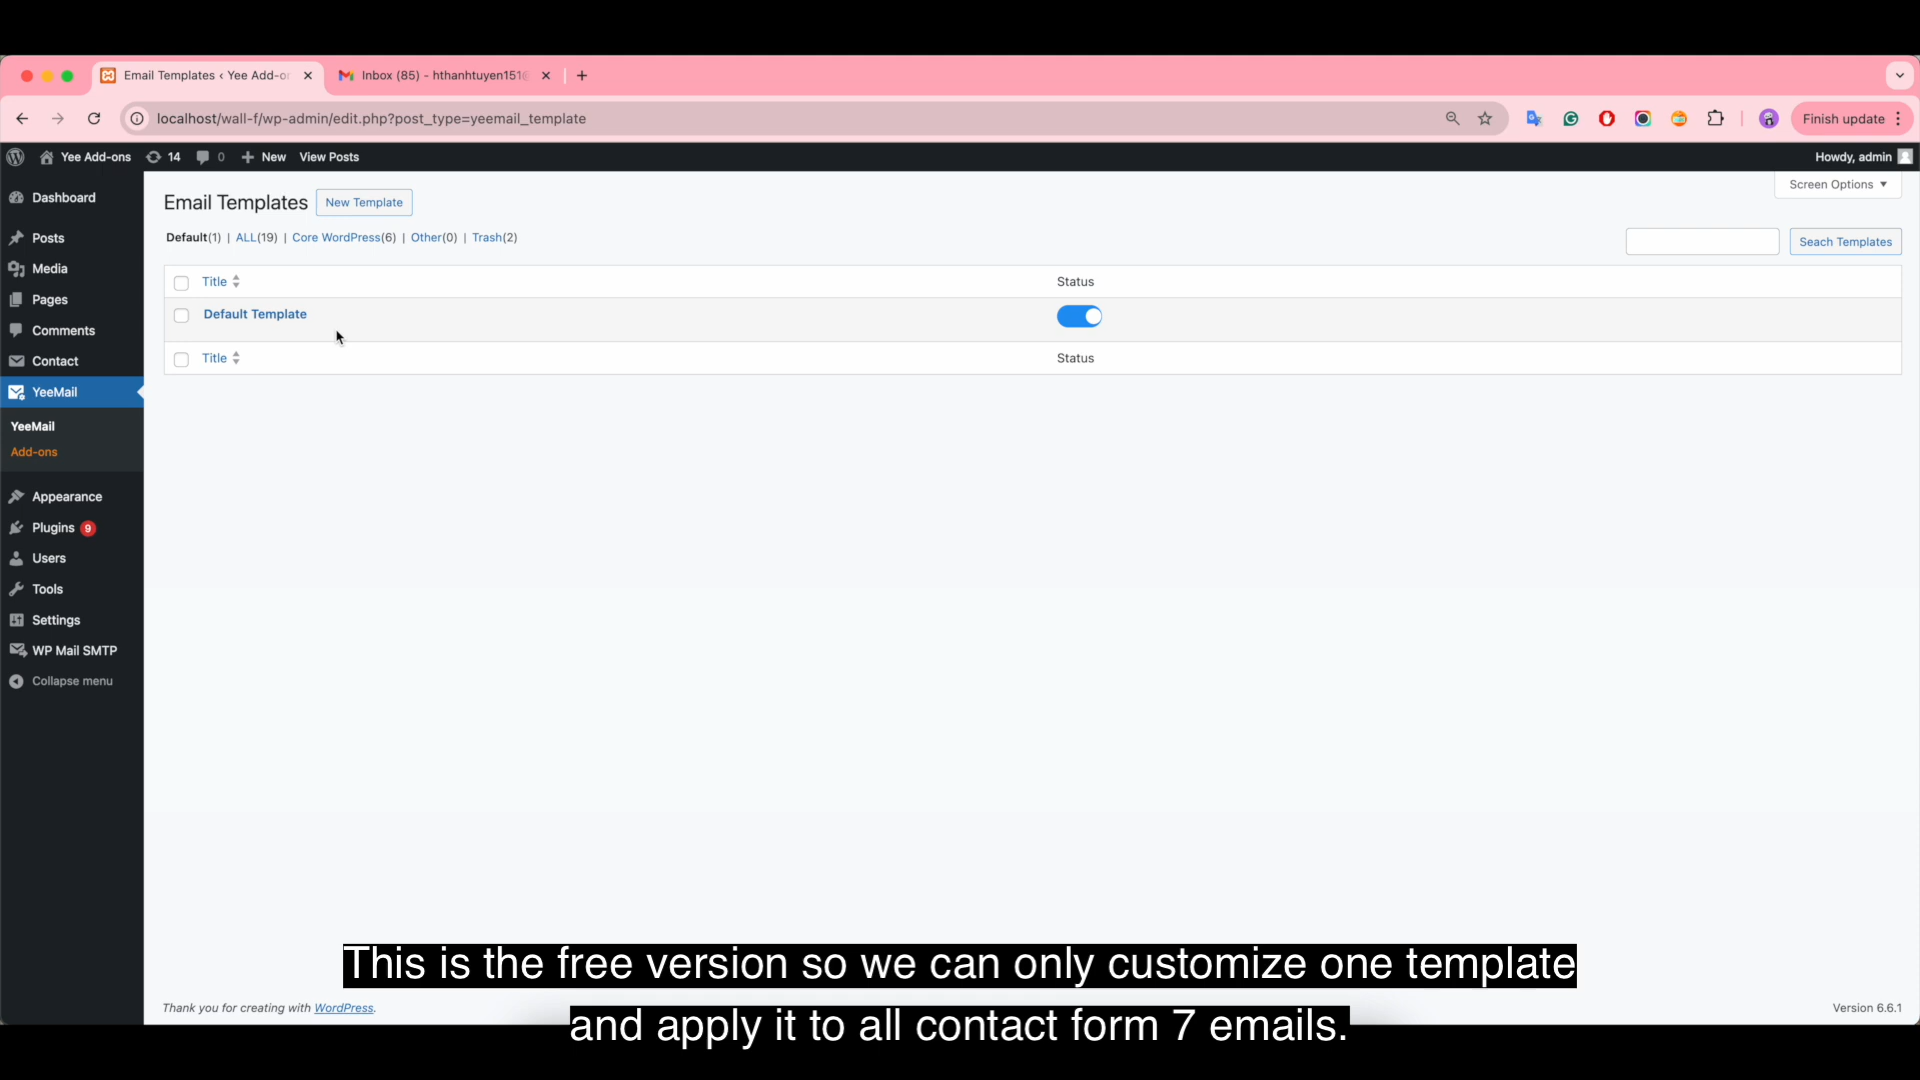 Email Templates ‹ Yee Add-or
Inbox (85) - hthanhtuyen151@
localhost/wall-f/wp-admin/edit.php?post_type=yeemail_template
Finish update
Yee Add-ons 14 0 New View Posts
Howdy, admin
Screen Options
Dashboard
Posts
Media
Pages
Comments
Contact
YeeMail
YeeMail
Add-ons
Appearance
Plugins 9
Users
Tools
Settings
WP Mail SMTP
Collapse menu
Email Templates New Template
Default(1) | ALL(19) | Core WordPress(6) | Other(0) | Trash(2)
Seach Templates
Title Status
Default Template
Title Status
This is the free version so we can only customize one template
and apply it to all contact form 7 emails.
Thank you for creating with WordPress.
Version 6.6.1